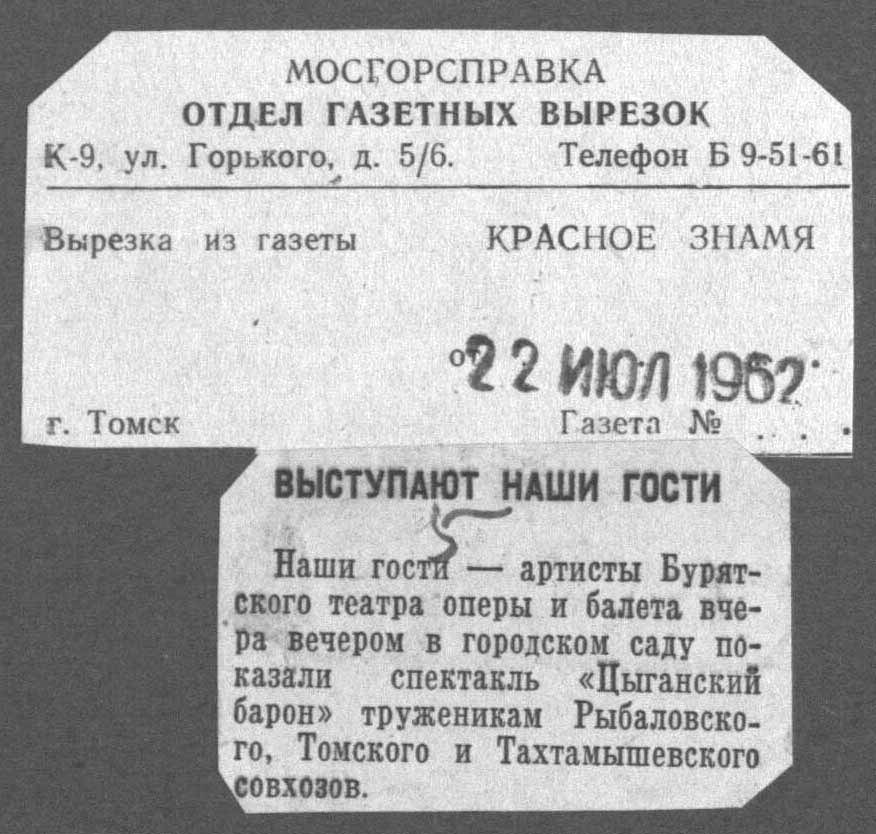 МОСГОРСПРАВКА
ОТДЕЛ ГАЗЕТНЫХ ВЫРЕЗОК
К-9, ул. Горького, д. 5/6. Телефон Б 9-51-61
Вырезка из газеты КРАСНОЕ ЗНАМЯ
от 22 ИЮЛ 1962
г. Томск Газета № . . . .
ВЫСТУПАЮТ НАШИ ГОСТИ
Наши гости — артисты Бурят-
ского театра оперы и балета вче-
ра вечером в городском саду по-
казали спектакль «Цыганский
барон» труженикам Рыбаловско-
го, Томского и Тахтамышевского
совхозов.